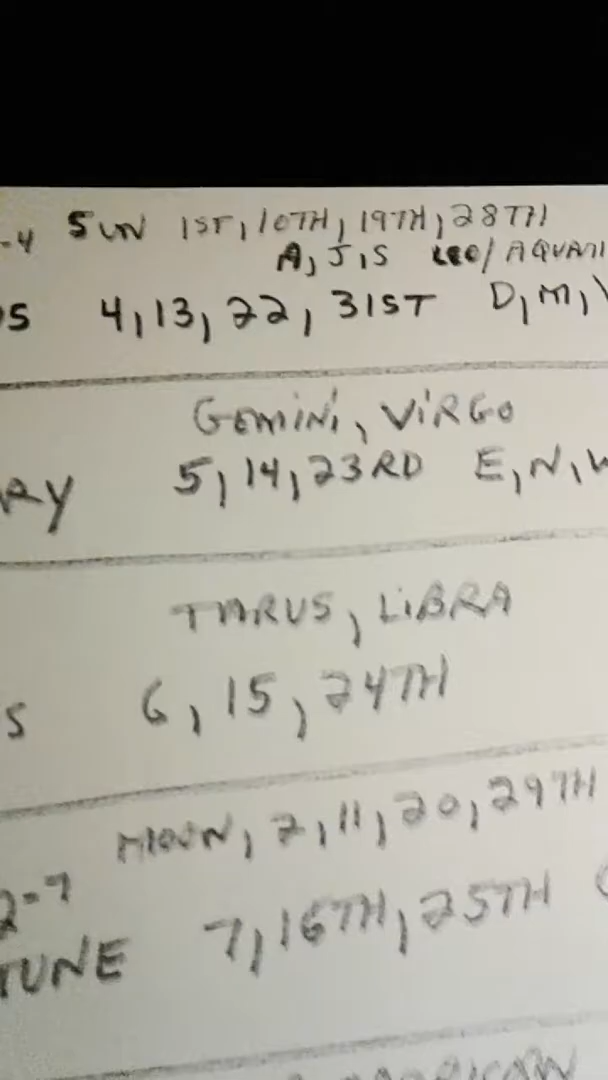 -4 SUN 1ST, 10TH, 19TH, 28TH
A, J, S LEO/AQUARI
OS 4, 13, 22, 31ST D, M, V
GEMINI, VIRGO
RY 5, 14, 23RD E, N, W
TARUS, LIBRA
S 6, 15, 24TH
MOON, 2, 11, 20, 29TH
2-7
TUNE 7, 16TH, 25TH